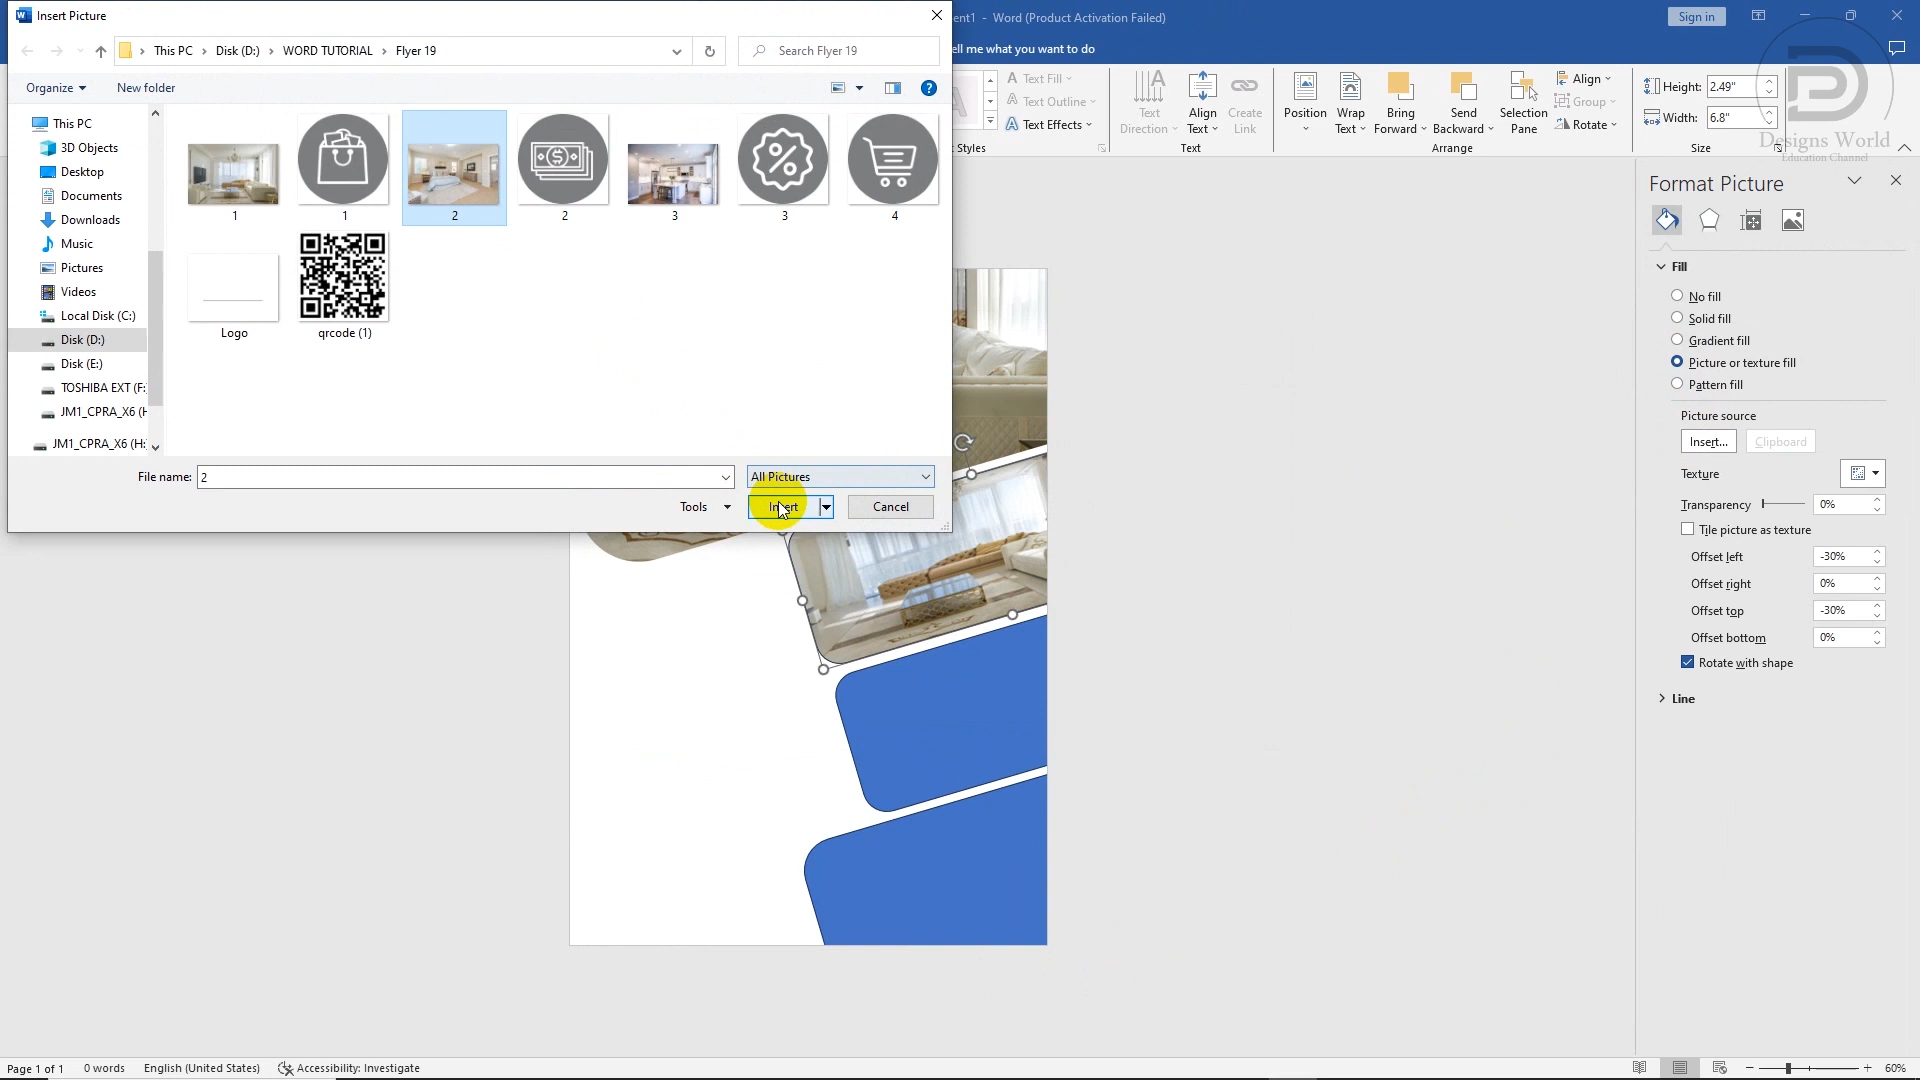 Insert Picture
ent1 - Word (Product Activation Failed)
Sign in
This PC > Disk (D:) > WORD TUTORIAL > Flyer 19
Search Flyer 19
ell me what you want to do
Organize
New folder
This PC
3D Objects
Desktop
Documents
Downloads
Music
Pictures
Videos
Local Disk (C:)
Disk (D:)
Disk (E:)
TOSHIBA EXT (F:
JM1_CPRA_X6 (H
JM1_CPRA_X6 (H:
1
1
2
2
3
3
4
Logo
qrcode (1)
File name:
2
All Pictures
Tools
Insert
Cancel
Text Fill
Text Outline
Text Effects
Styles
Text Direction
Align Text
Create Link
Text
Position
Wrap Text
Bring Forward
Send Backward
Selection Pane
Align
Group
Rotate
Arrange
Height:
2.49"
Width:
6.8"
Size
Designs World
Education Channel
Format Picture
Fill
No fill
Solid fill
Gradient fill
Picture or texture fill
Pattern fill
Picture source
Insert...
Clipboard
Texture
Transparency
0%
Tile picture as texture
Offset left
-30%
Offset right
0%
Offset top
-30%
Offset bottom
0%
Rotate with shape
Line
Page 1 of 1
0 words
English (United States)
Accessibility: Investigate
60%